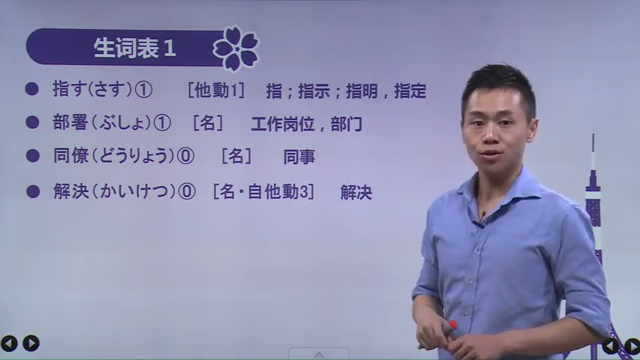 生词表1
● 指す(さす)① [他動1] 指；指示；指明，指定
● 部署(ぶしょ)① [名] 工作岗位，部门
● 同僚(どうりょう)⓪ [名] 同事
● 解決(かいけつ)⓪ [名・自他動3] 解决